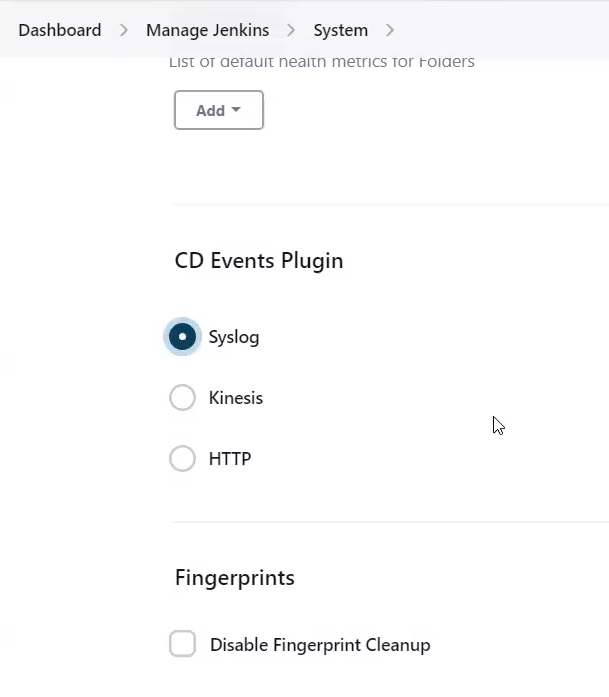 Dashboard > Manage Jenkins > System >
List of default health metrics for Folders
Add
CD Events Plugin
Syslog
Kinesis
HTTP
Fingerprints
Disable Fingerprint Cleanup